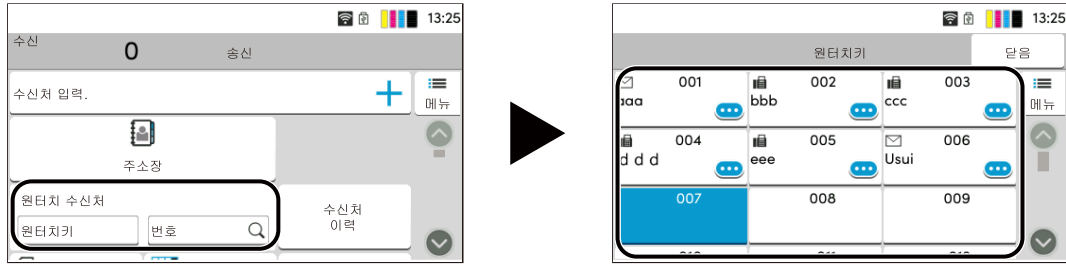 13:25
수신 0 송신
수신처 입력.
메뉴
주소장
원터치 수신처
원터치키 번호
수신처
이력
13:25
원터치키 닫음
001 002 003
aaa bbb ccc
메뉴
004 005 006
d d d eee Usui
007 008 009